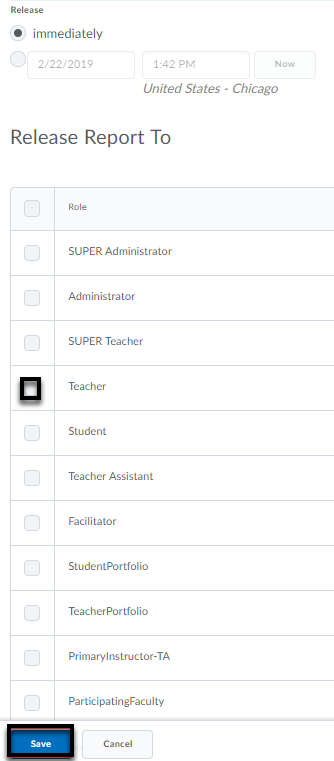 Release
immediately
2/22/2019 1:42 PM Now
United States - Chicago
Release Report To
Role
SUPER Administrator
Administrator
SUPER Teacher
Teacher
Student
Teacher Assistant
Facilitator
StudentPortfolio
TeacherPortfolio
PrimaryInstructor-TA
ParticipatingFaculty
Save Cancel